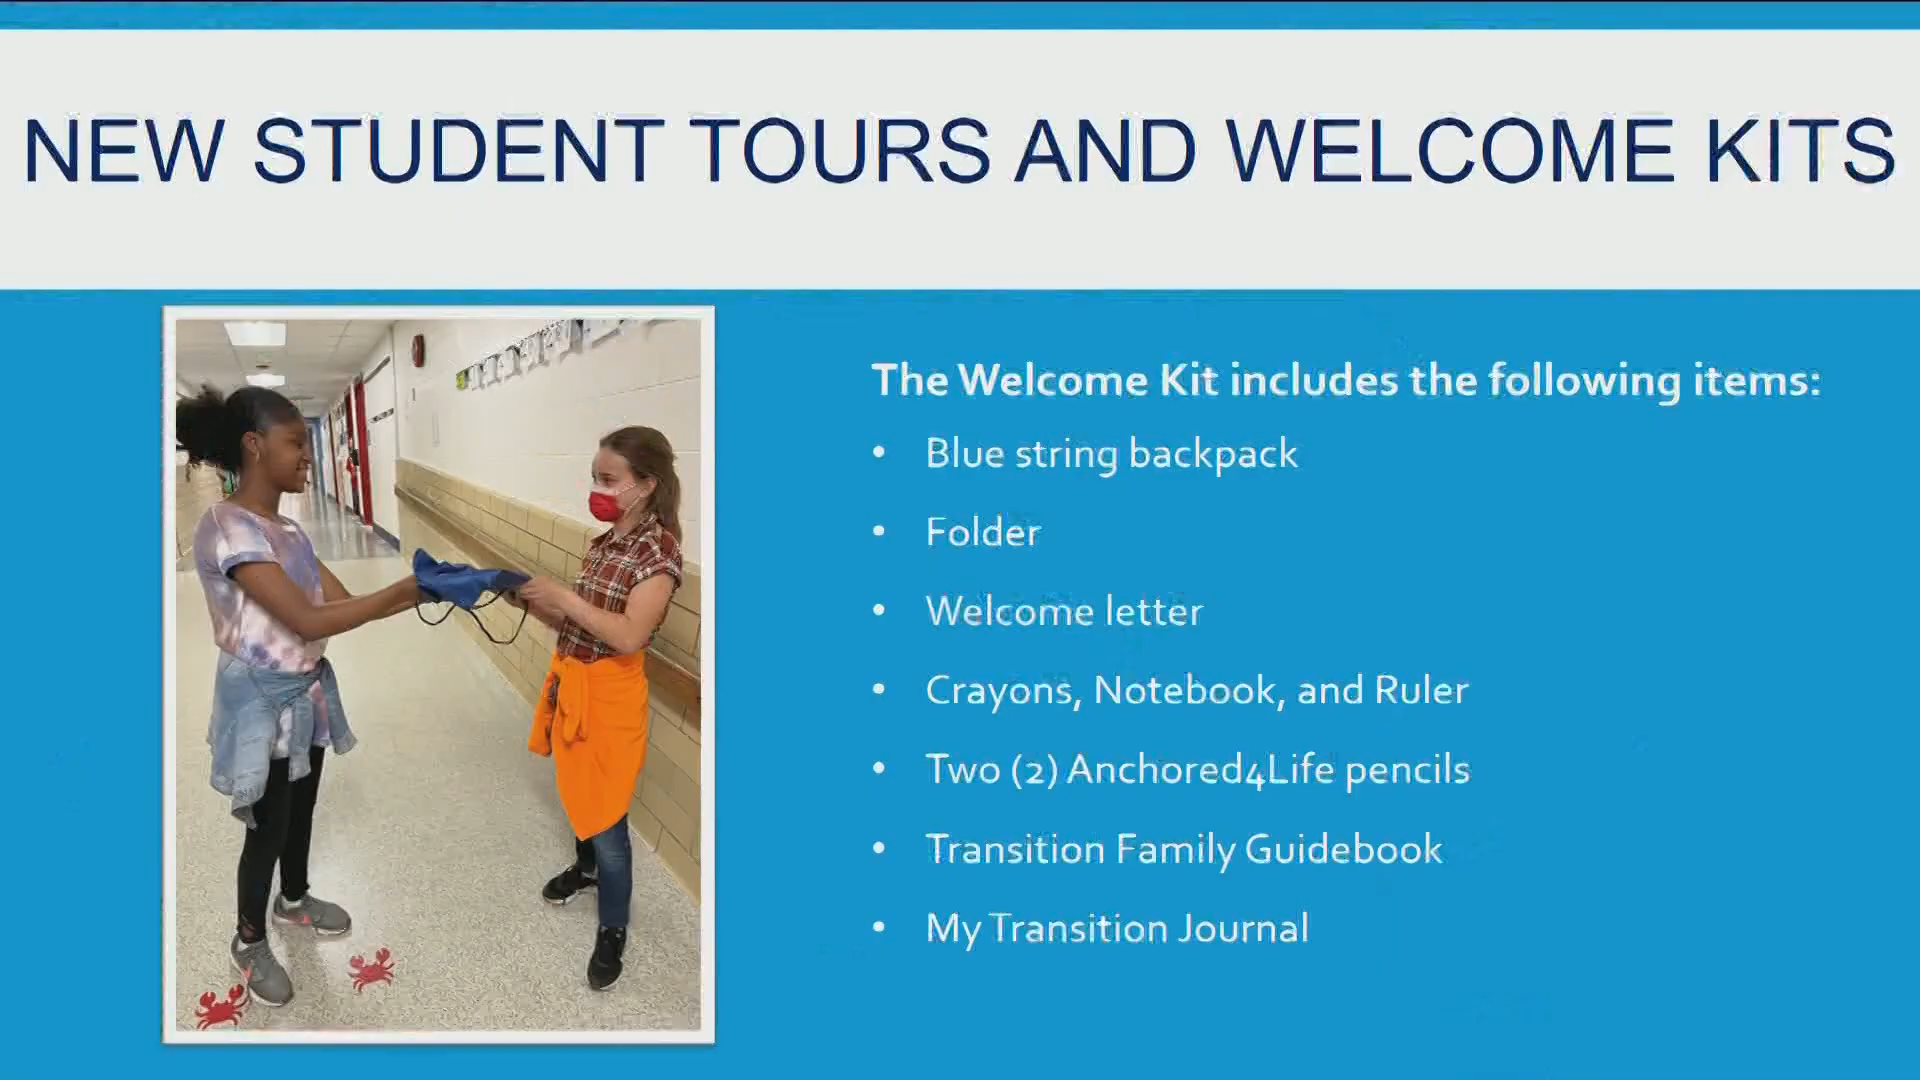 NEW STUDENT TOURS AND WELCOME KITS
The Welcome Kit includes the following items:
• Blue string backpack
• Folder
• Welcome letter
• Crayons, Notebook, and Ruler
• Two (2) Anchored4Life pencils
• Transition Family Guidebook
• My Transition Journal